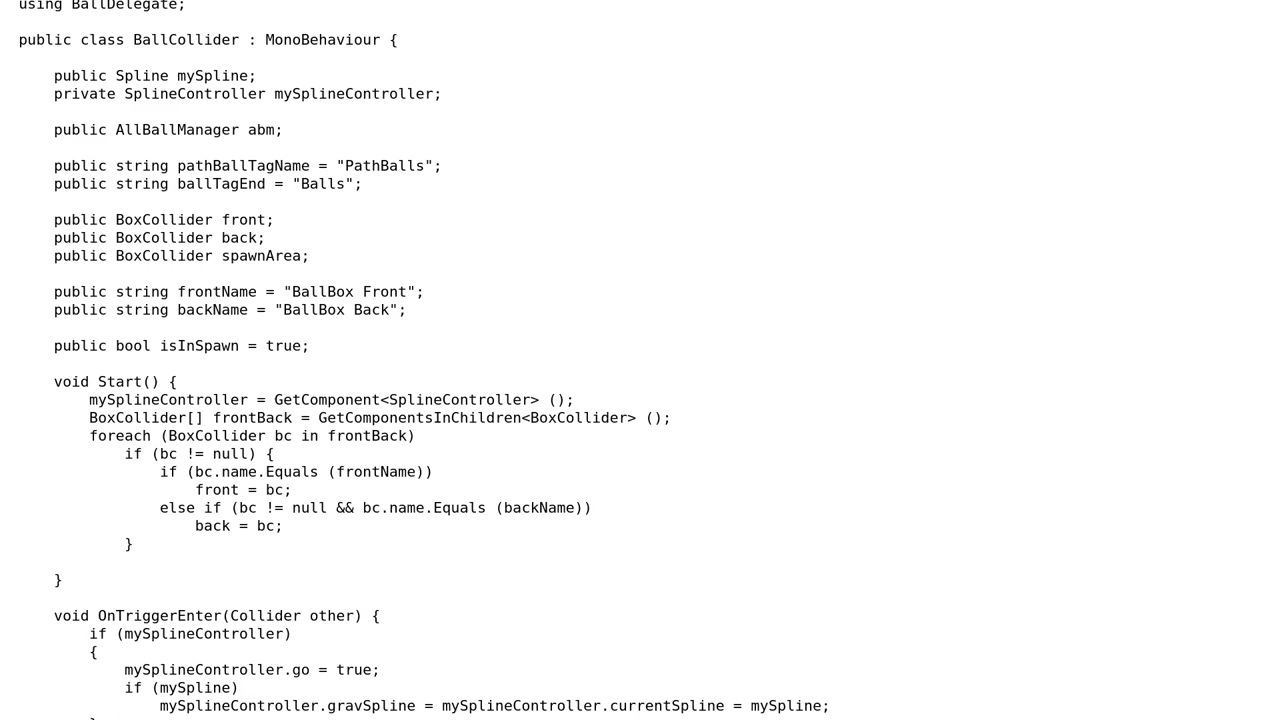 using BallDelegate;
public class BallCollider : MonoBehaviour {
public Spline mySpline;
private SplineController mySplineController;
public AllBallManager abm;
public string pathBallTagName = "PathBalls";
public string ballTagEnd = "Balls";
public BoxCollider front;
public BoxCollider back;
public BoxCollider spawnArea;
public string frontName = "BallBox Front";
public string backName = "BallBox Back";
public bool isInSpawn = true;
void Start() {
mySplineController = GetComponent<SplineController> ();
BoxCollider[] frontBack = GetComponentsInChildren<BoxCollider> ();
foreach (BoxCollider bc in frontBack)
if (bc != null) {
if (bc.name.Equals (frontName))
front = bc;
else if (bc != null && bc.name.Equals (backName))
back = bc;
}
}
void OnTriggerEnter(Collider other) {
if (mySplineController)
{
mySplineController.go = true;
if (mySpline)
mySplineController.gravSpline = mySplineController.currentSpline = mySpline;
}